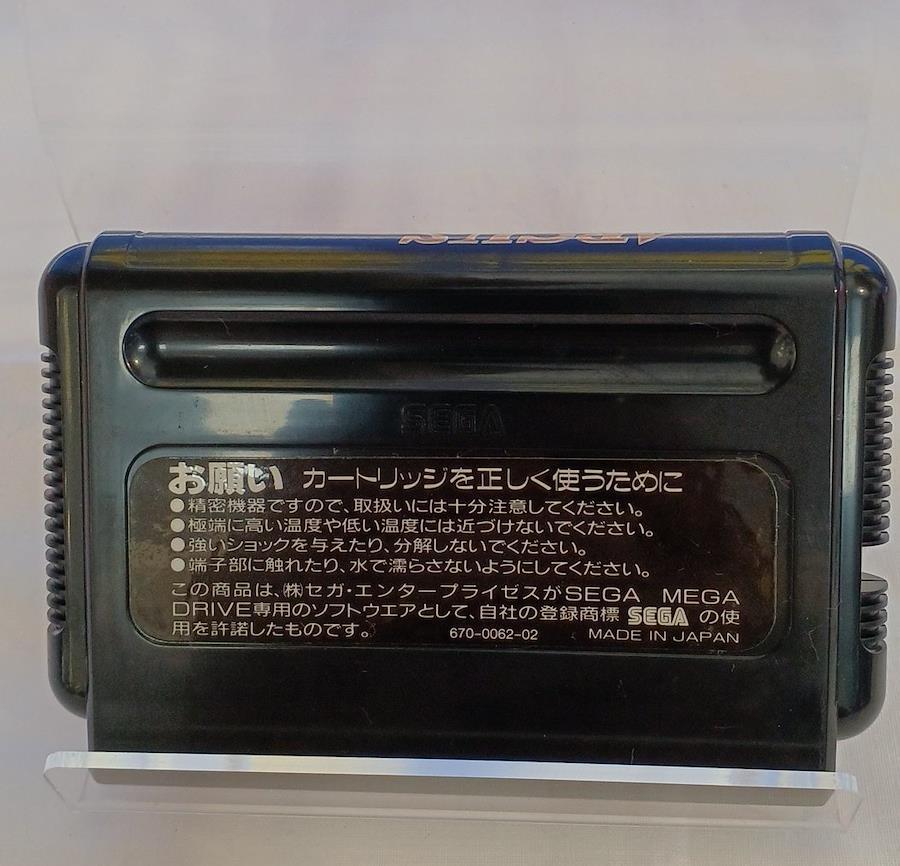 ARCUS
SEGA
お願い カートリッジを正しく使うために
●精密機器ですので、取扱いには十分注意してください。
●極端に高い温度や低い温度には近づけないでください。
●強いショックを与えたり、分解しないでください。
●端子部に触れたり、水で濡らさないようにしてください。
この商品は、㈱セガ・エンタープライゼスがSEGA MEGA
DRIVE専用のソフトウエアとして、自社の登録商標 SEGA の使
用を許諾したものです。 670-0062-02 MADE IN JAPAN